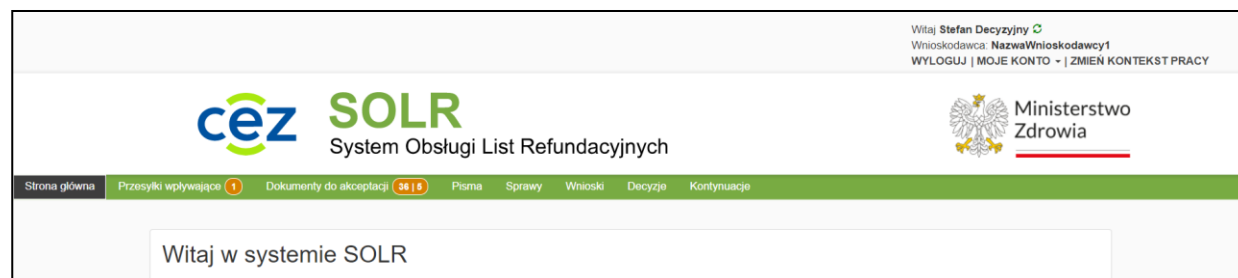 Witaj Stefan Decyzyjny
Wnioskodawca: NazwaWnioskodawcy1
WYLOGUJ | MOJE KONTO | ZMIEŃ KONTEKST PRACY
cez SOLR
System Obsługi List Refundacyjnych
Ministerstwo
Zdrowia
Strona główna Przesyłki wpływające 1 Dokumenty do akceptacji 36 | 5 Pisma Sprawy Wnioski Decyzje Kontynuacje
Witaj w systemie SOLR